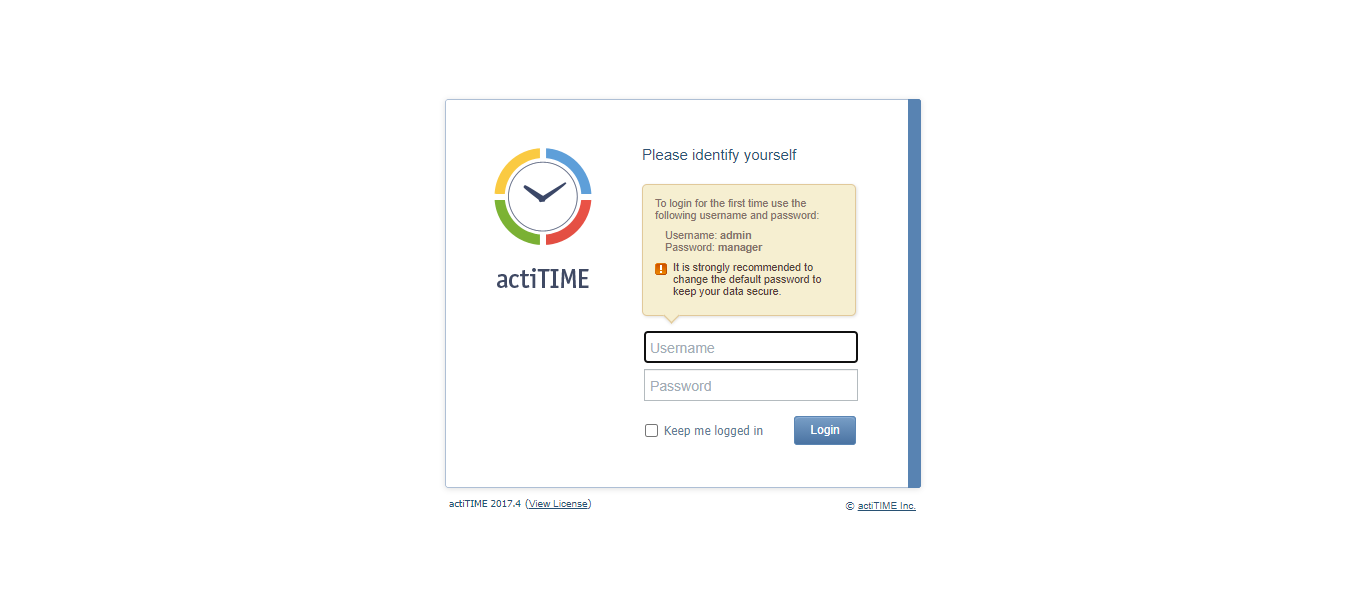 Please identify yourself
To login for the first time use the
following username and password:
Username: admin
Password: manager
It is strongly recommended to
change the default password to
keep your data secure.
actiTIME
Username
Password
Keep me logged in
Login
actiTIME 2017.4 (View License)
© actiTIME Inc.